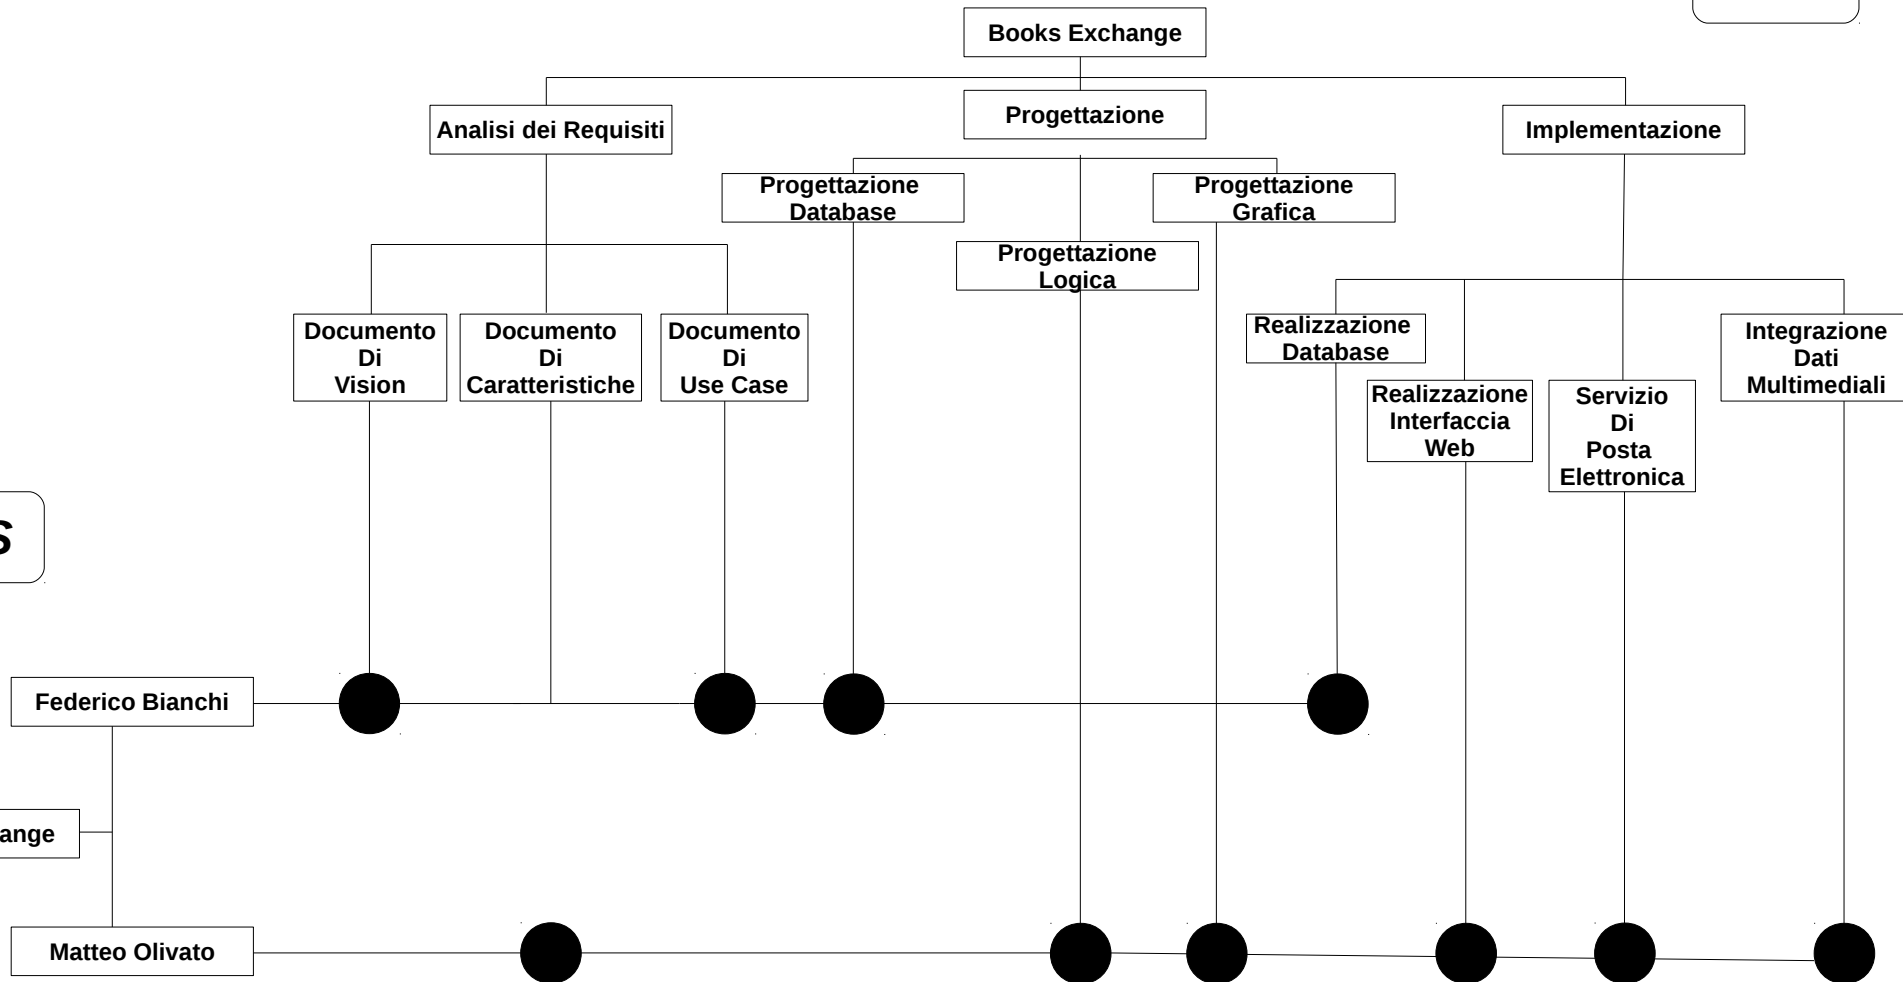 Books Exchange
Analisi dei Requisiti
Progettazione
Implementazione
Progettazione
Database
Progettazione
Grafica
Progettazione
Logica
Documento
Di
Vision
Documento
Di
Caratteristiche
Documento
Di
Use Case
Realizzazione
Database
Realizzazione
Interfaccia
Web
Servizio
Di
Posta
Elettronica
Integrazione
Dati
Multimediali
S
Federico Bianchi
ange
Matteo Olivato